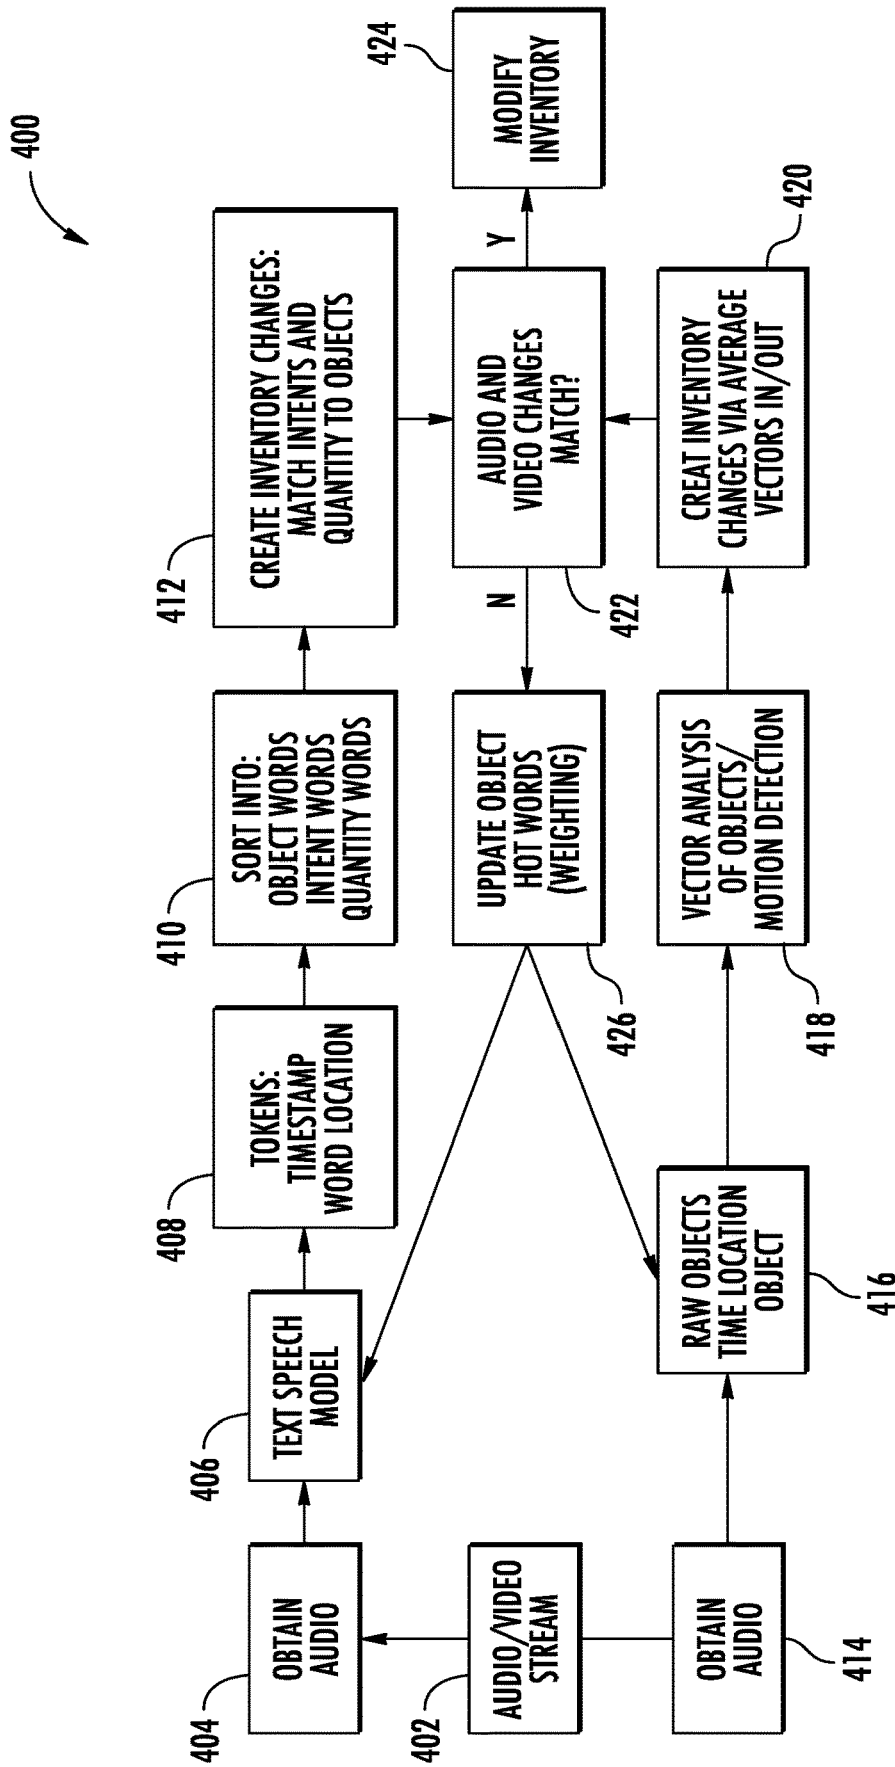 400
402
AUDIO/VIDEO
STREAM
404
OBTAIN
AUDIO
406
TEXT SPEECH
MODEL
408
TOKENS:
TIMESTAMP
WORD LOCATION
410
SORT INTO:
OBJECT WORDS
INTENT WORDS
QUANTITY WORDS
412
CREATE INVENTORY CHANGES:
MATCH INTENTS AND
QUANTITY TO OBJECTS
414
OBTAIN
AUDIO
416
RAW OBJECTS
TIME LOCATION
OBJECT
418
VECTOR ANALYSIS
OF OBJECTS/
MOTION DETECTION
420
CREAT INVENTORY
CHANGES VIA AVERAGE
VECTORS IN/OUT
422
AUDIO AND
VIDEO CHANGES
MATCH?
Y
N
424
MODIFY
INVENTORY
426
UPDATE OBJECT
HOT WORDS
(WEIGHTING)